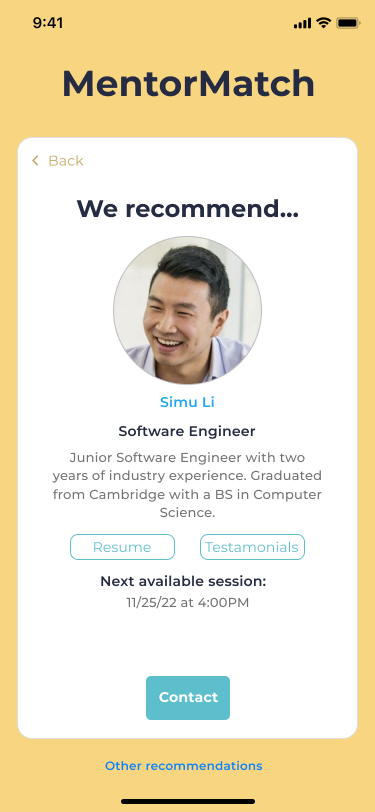 9:41
MentorMatch
Back
We recommend...
Simu Li
Software Engineer
Junior Software Engineer with two
years of industry experience. Graduated
from Cambridge with a BS in Computer
Science.
Resume
Testamonials
Next available session:
11/25/22 at 4:00PM
Contact
Other recommendations